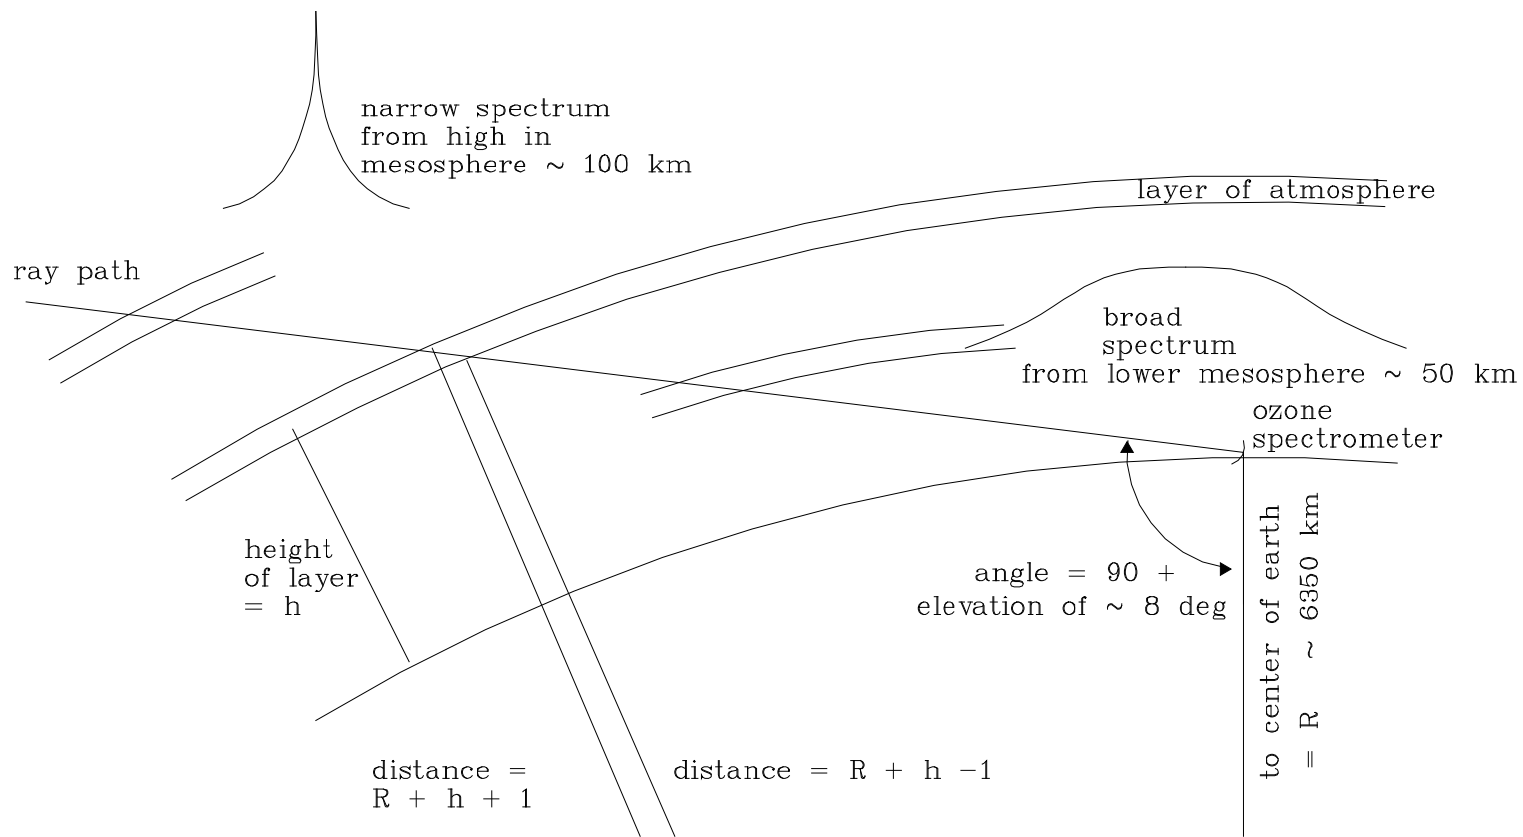 narrow spectrum
from high in
mesosphere ~ 100 km
layer of atmosphere
ray path
broad
spectrum
from lower mesosphere ~ 50 km
ozone
spectrometer
height
of layer
= h
angle = 90 +
elevation of ~ 8 deg
to center of earth
= R ~ 6350 km
distance =
R + h + 1
distance = R + h -1